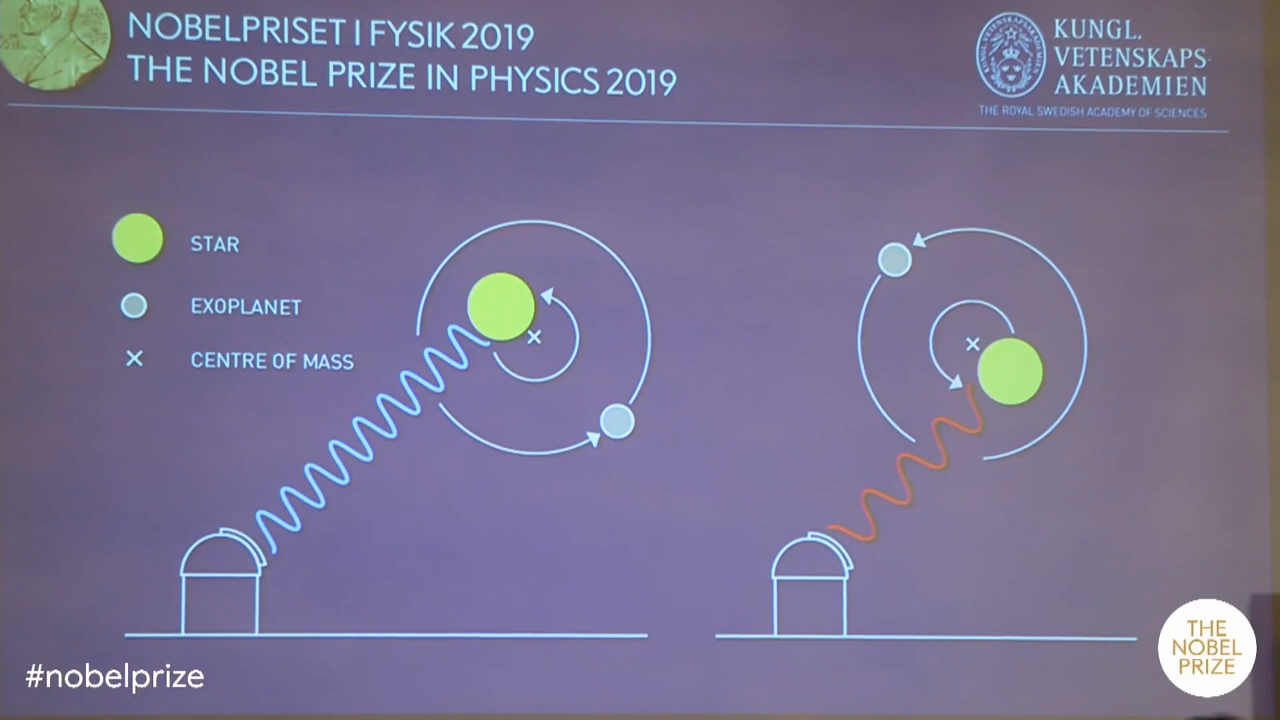 NOBELPRISET I FYSIK 2019
THE NOBEL PRIZE IN PHYSICS 2019
KUNGL.
VETENSKAPS-
AKADEMIEN
THE ROYAL SWEDISH ACADEMY OF SCIENCES
STAR
EXOPLANET
CENTRE OF MASS
#nobelprize
THE
NOBEL
PRIZE